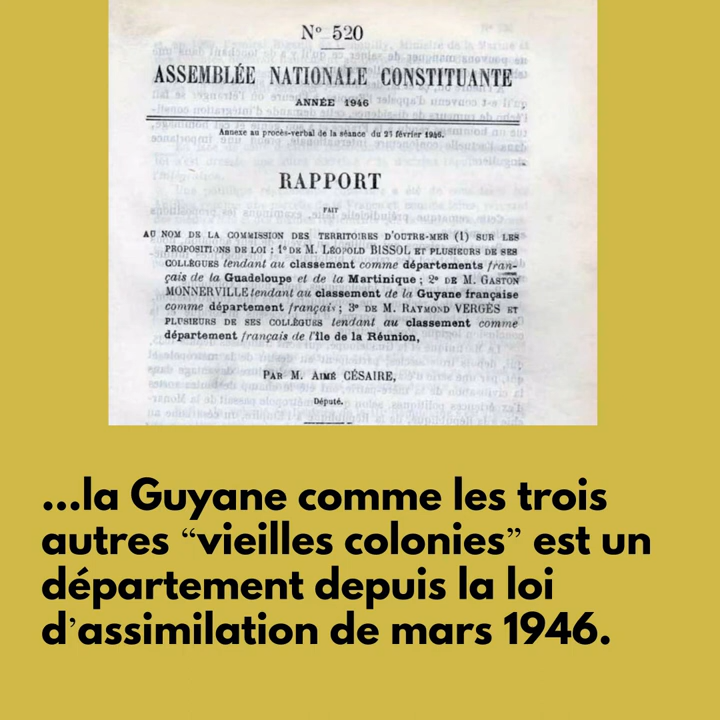 N° 520
ASSEMBLÉE NATIONALE CONSTITUANTE
ANNÉE 1946
Annexe au procès-verbal de la séance du février 1946.
RAPPORT
FAIT
AU NOM DE LA COMMISSION DES TERRITOIRES D'OUTRE-MER (1) SUR LES
PROPOSITIONS DE LOI : 1° DE M. LÉOPOLD BISSOL ET PLUSIEURS DE SES
COLLÈGUES tendant au classement comme départements fran-
çais de la Guadeloupe et de la Martinique ; 2° DE M. GASTON
MONNERVILLE tendant au classement de la Guyane française
comme département français ; 3° DE M. RAYMOND VERGÈS ET
PLUSIEURS DE SES COLLÈGUES tendant au classement comme
département français de l'île de la Réunion,
PAR M. AIMÉ CÉSAIRE,
Député.
...la Guyane comme les trois
autres “vieilles colonies” est un
département depuis la loi
d’assimilation de mars 1946.